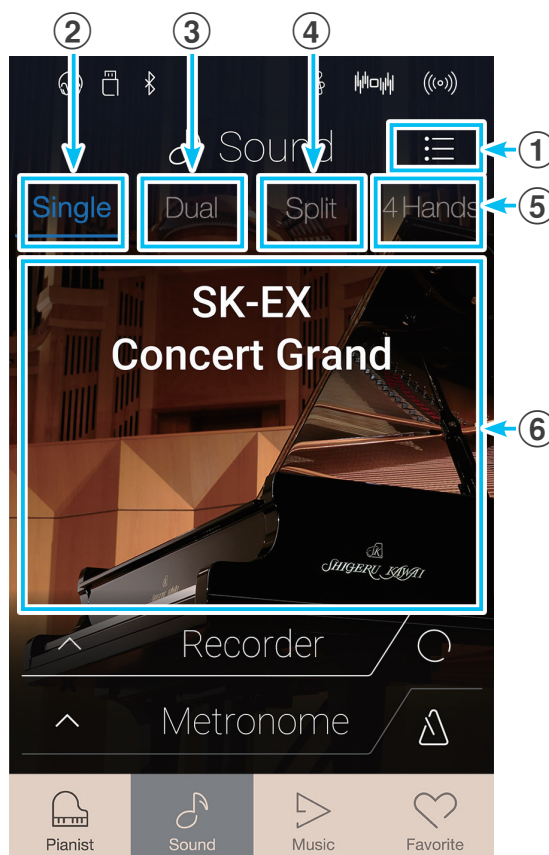 ② ③ ④
Sound
①
Single Dual Split 4 Hands
⑤
SK-EX
Concert Grand
⑥
SK
SHIGERU KAWAI
Recorder
Metronome
Pianist Sound Music Favorite